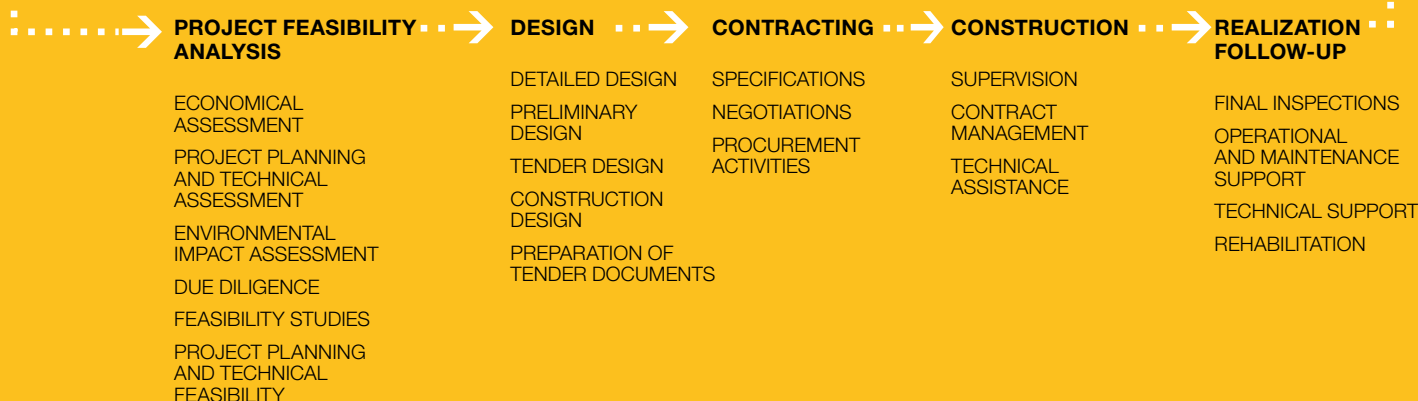 PROJECT FEASIBILITY
ANALYSIS
ECONOMICAL
ASSESSMENT
PROJECT PLANNING
AND TECHNICAL
ASSESSMENT
ENVIRONMENTAL
IMPACT ASSESSMENT
DUE DILIGENCE
FEASIBILITY STUDIES
PROJECT PLANNING
AND TECHNICAL
FEASIBILITY
DESIGN
DETAILED DESIGN
PRELIMINARY
DESIGN
TENDER DESIGN
CONSTRUCTION
DESIGN
PREPARATION OF
TENDER DOCUMENTS
CONTRACTING
SPECIFICATIONS
NEGOTIATIONS
PROCUREMENT
ACTIVITIES
CONSTRUCTION
SUPERVISION
CONTRACT
MANAGEMENT
TECHNICAL
ASSISTANCE
REALIZATION
FOLLOW-UP
FINAL INSPECTIONS
OPERATIONAL
AND MAINTENANCE
SUPPORT
TECHNICAL SUPPORT
REHABILITATION